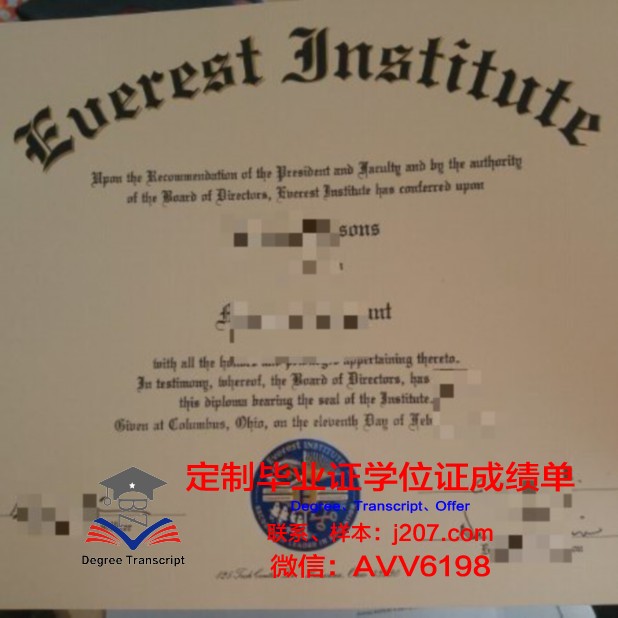 Everest Institute
Upon the Recommendation of the President and Faculty and by the authority
of the Board of Directors, Everest Institute has conferred upon
sons
nt
with all the appertaining thereto.
In testimony, whereof, the Board of Directors, has
this diploma bearing the seal of the Institute.
Given at Columbus, Ohio, on the eleventh Day of Feb
Everest INSTITUTE
定制毕业证学位证成绩单
Degree、Transcript、Offer
联系、样本：j207.com
微信：AVV6198
Degree Transcript